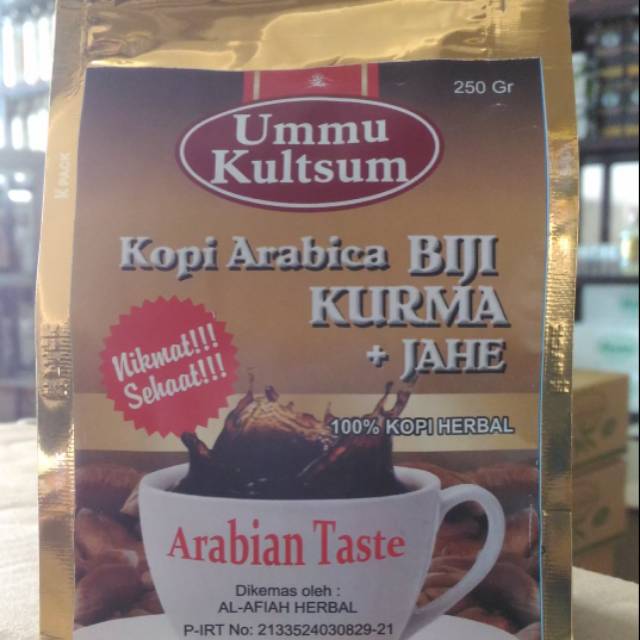 250 Gr
Ummu
Kultsum
Kopi Arabica BIJI
KURMA
+ JAHE
Nikmat!!!
Sehaat!!!
100% KOPI HERBAL
Arabian Taste
Dikemas oleh :
AL-AFIAH HERBAL
P-IRT No: 2133524030829-21